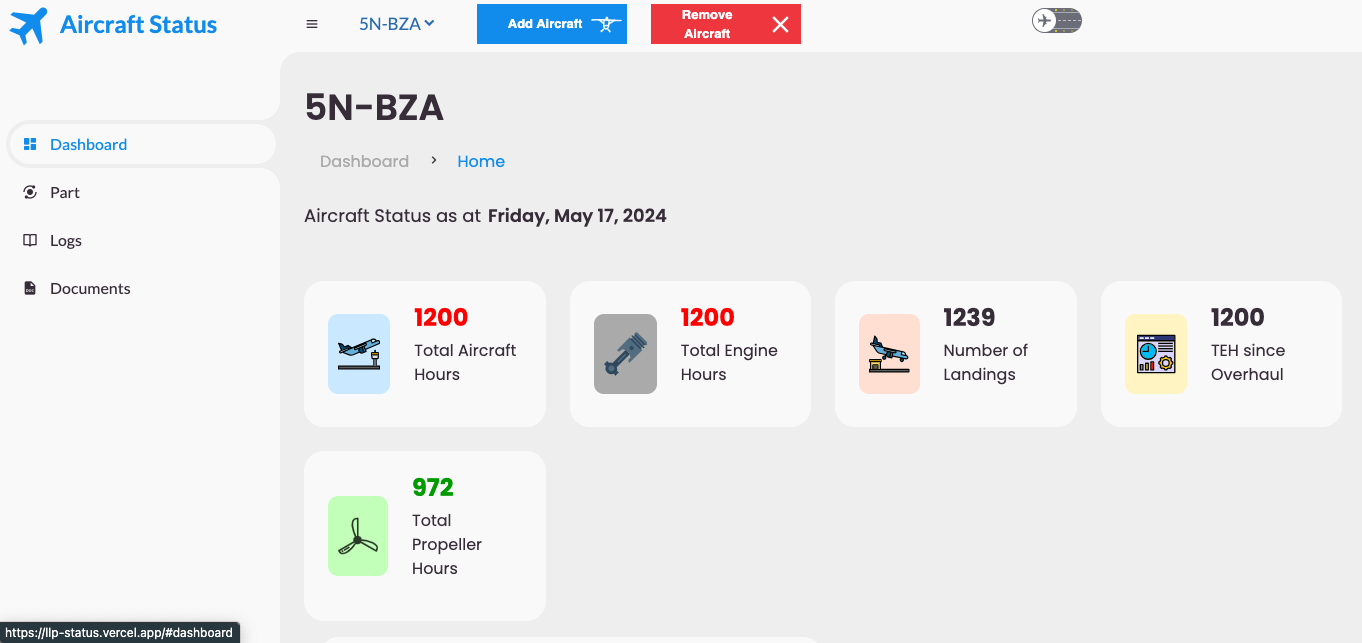 Aircraft Status
5N-BZA
Add Aircraft
Remove
Aircraft
Dashboard
Part
Logs
Documents
5N-BZA
Dashboard
Home
Aircraft Status as at Friday, May 17, 2024
1200
Total Aircraft
Hours
1200
Total Engine
Hours
1239
Number of
Landings
1200
TEH since
Overhaul
972
Total
Propeller
Hours
https://llp-status.vercel.app/#dashboard